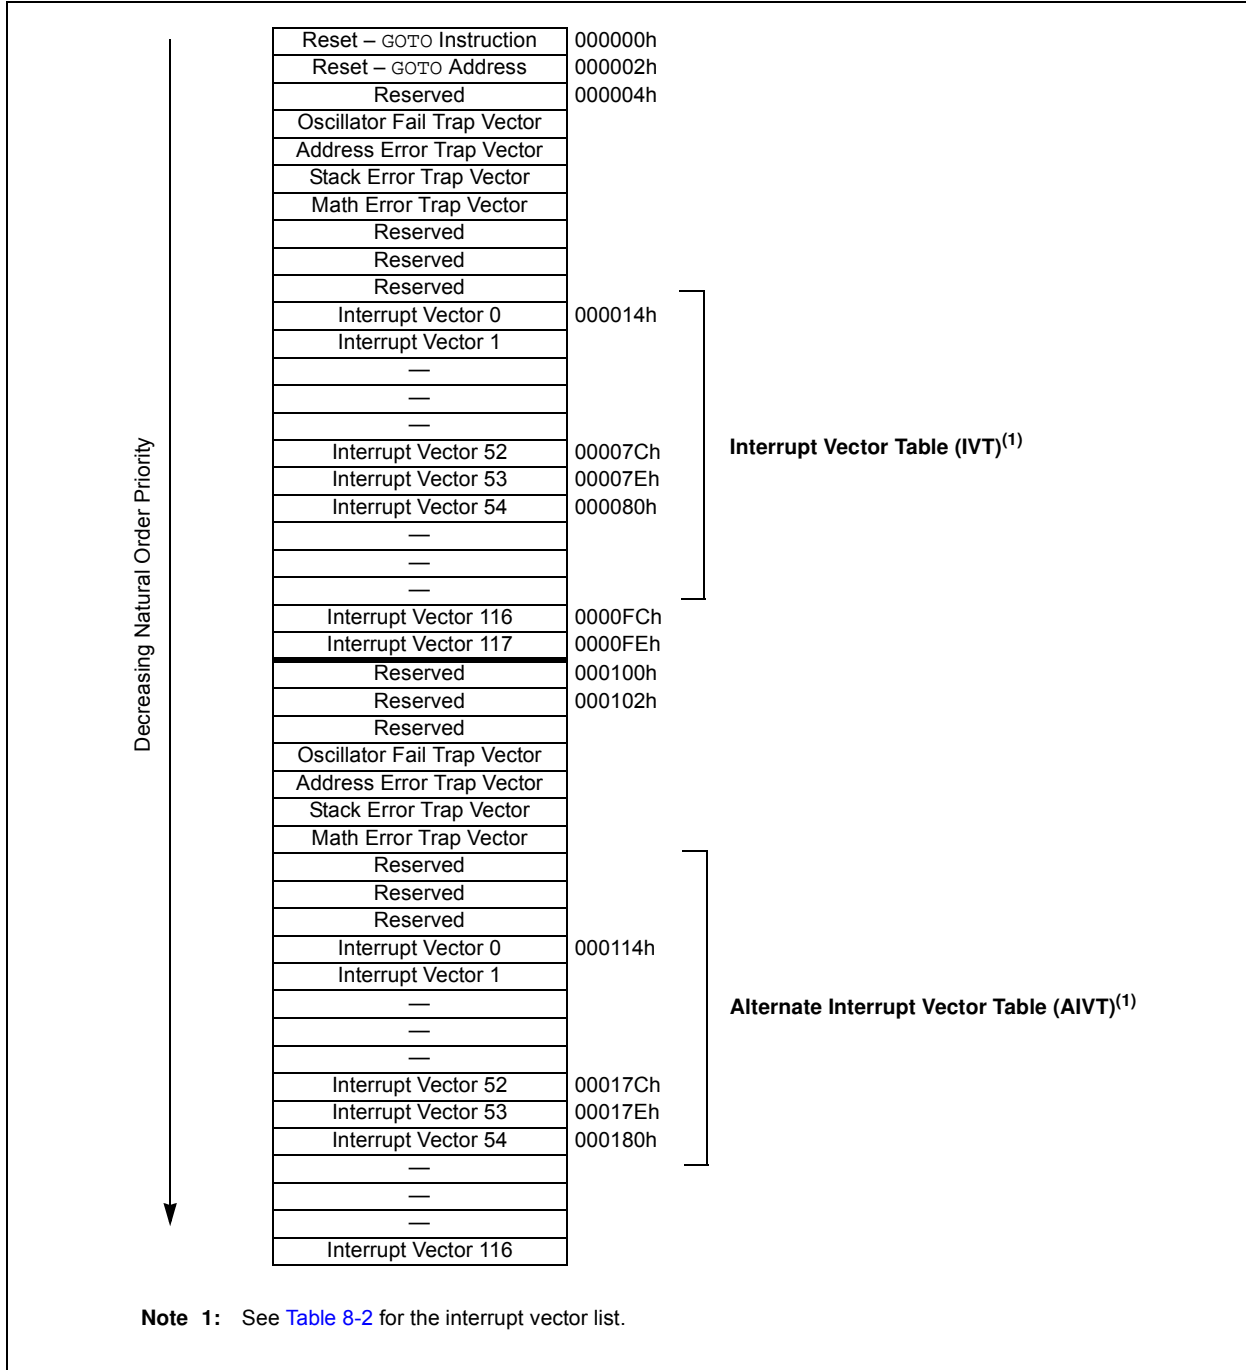 Reset – GOTO Instruction 000000h
Reset – GOTO Address 000002h
Reserved 000004h
Oscillator Fail Trap Vector
Address Error Trap Vector
Stack Error Trap Vector
Math Error Trap Vector
Reserved
Reserved
Reserved
Interrupt Vector 0 000014h
Interrupt Vector 1
—
—
—
Interrupt Vector 52 00007Ch
Interrupt Vector 53 00007Eh
Interrupt Vector 54 000080h
—
—
—
Interrupt Vector 116 0000FCh
Interrupt Vector 117 0000FEh
Reserved 000100h
Reserved 000102h
Reserved
Oscillator Fail Trap Vector
Address Error Trap Vector
Stack Error Trap Vector
Math Error Trap Vector
Reserved
Reserved
Reserved
Interrupt Vector 0 000114h
Interrupt Vector 1
—
—
—
Interrupt Vector 52 00017Ch
Interrupt Vector 53 00017Eh
Interrupt Vector 54 000180h
—
—
—
Interrupt Vector 116
Decreasing Natural Order Priority
Interrupt Vector Table (IVT)(1)
Alternate Interrupt Vector Table (AIVT)(1)
Note 1: See Table 8-2 for the interrupt vector list.